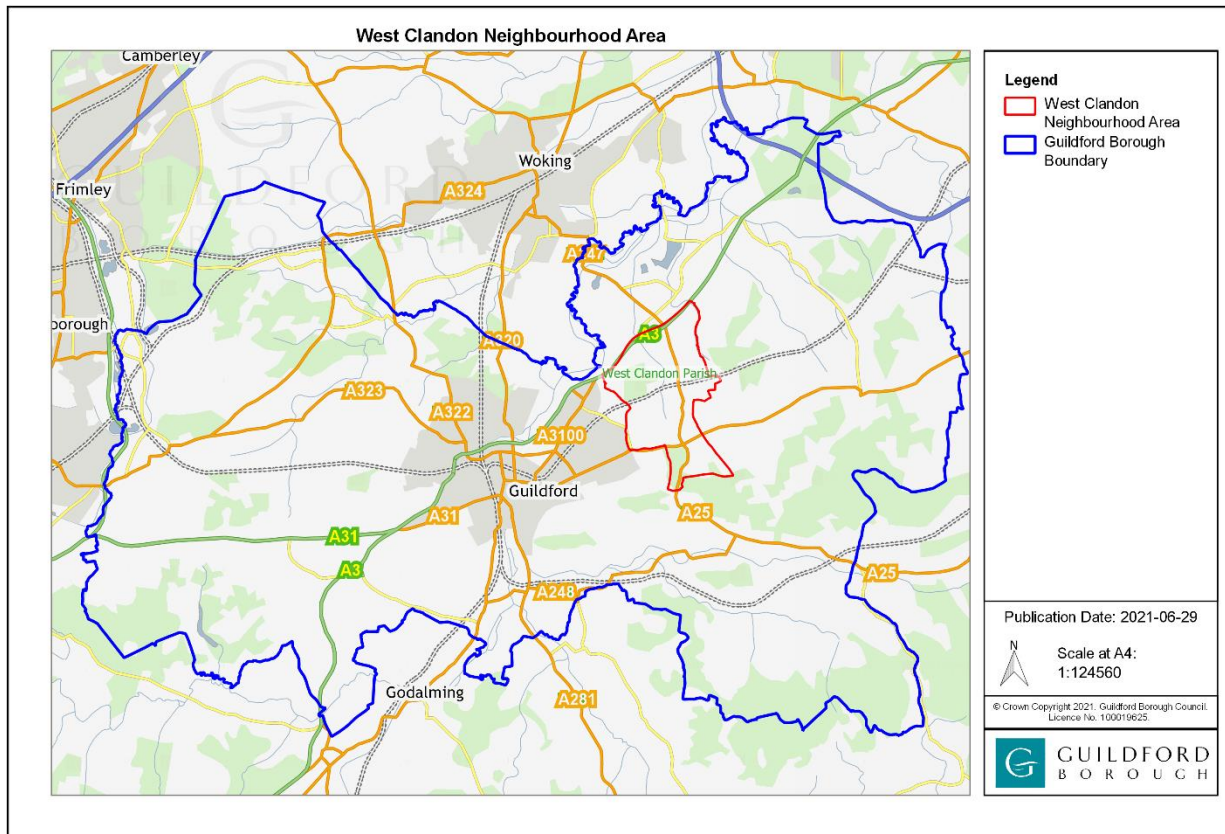 West Clandon Neighbourhood Area
Camberley
GUILDFORD
BOROUGH
Woking
Frimley
A324
A247
borough
A320
A3
West Clandon Parish
A323
A322
A3100
Guildford
A31
A25
A31
A3
A248
A25
Godalming
A281
Legend
West Clandon
Neighbourhood Area
Guildford Borough
Boundary
Publication Date: 2021-06-29
N
Scale at A4:
1:124560
© Crown Copyright 2021. Guildford Borough Council.
Licence No. 100019625.
G GUILDFORD
BOROUGH